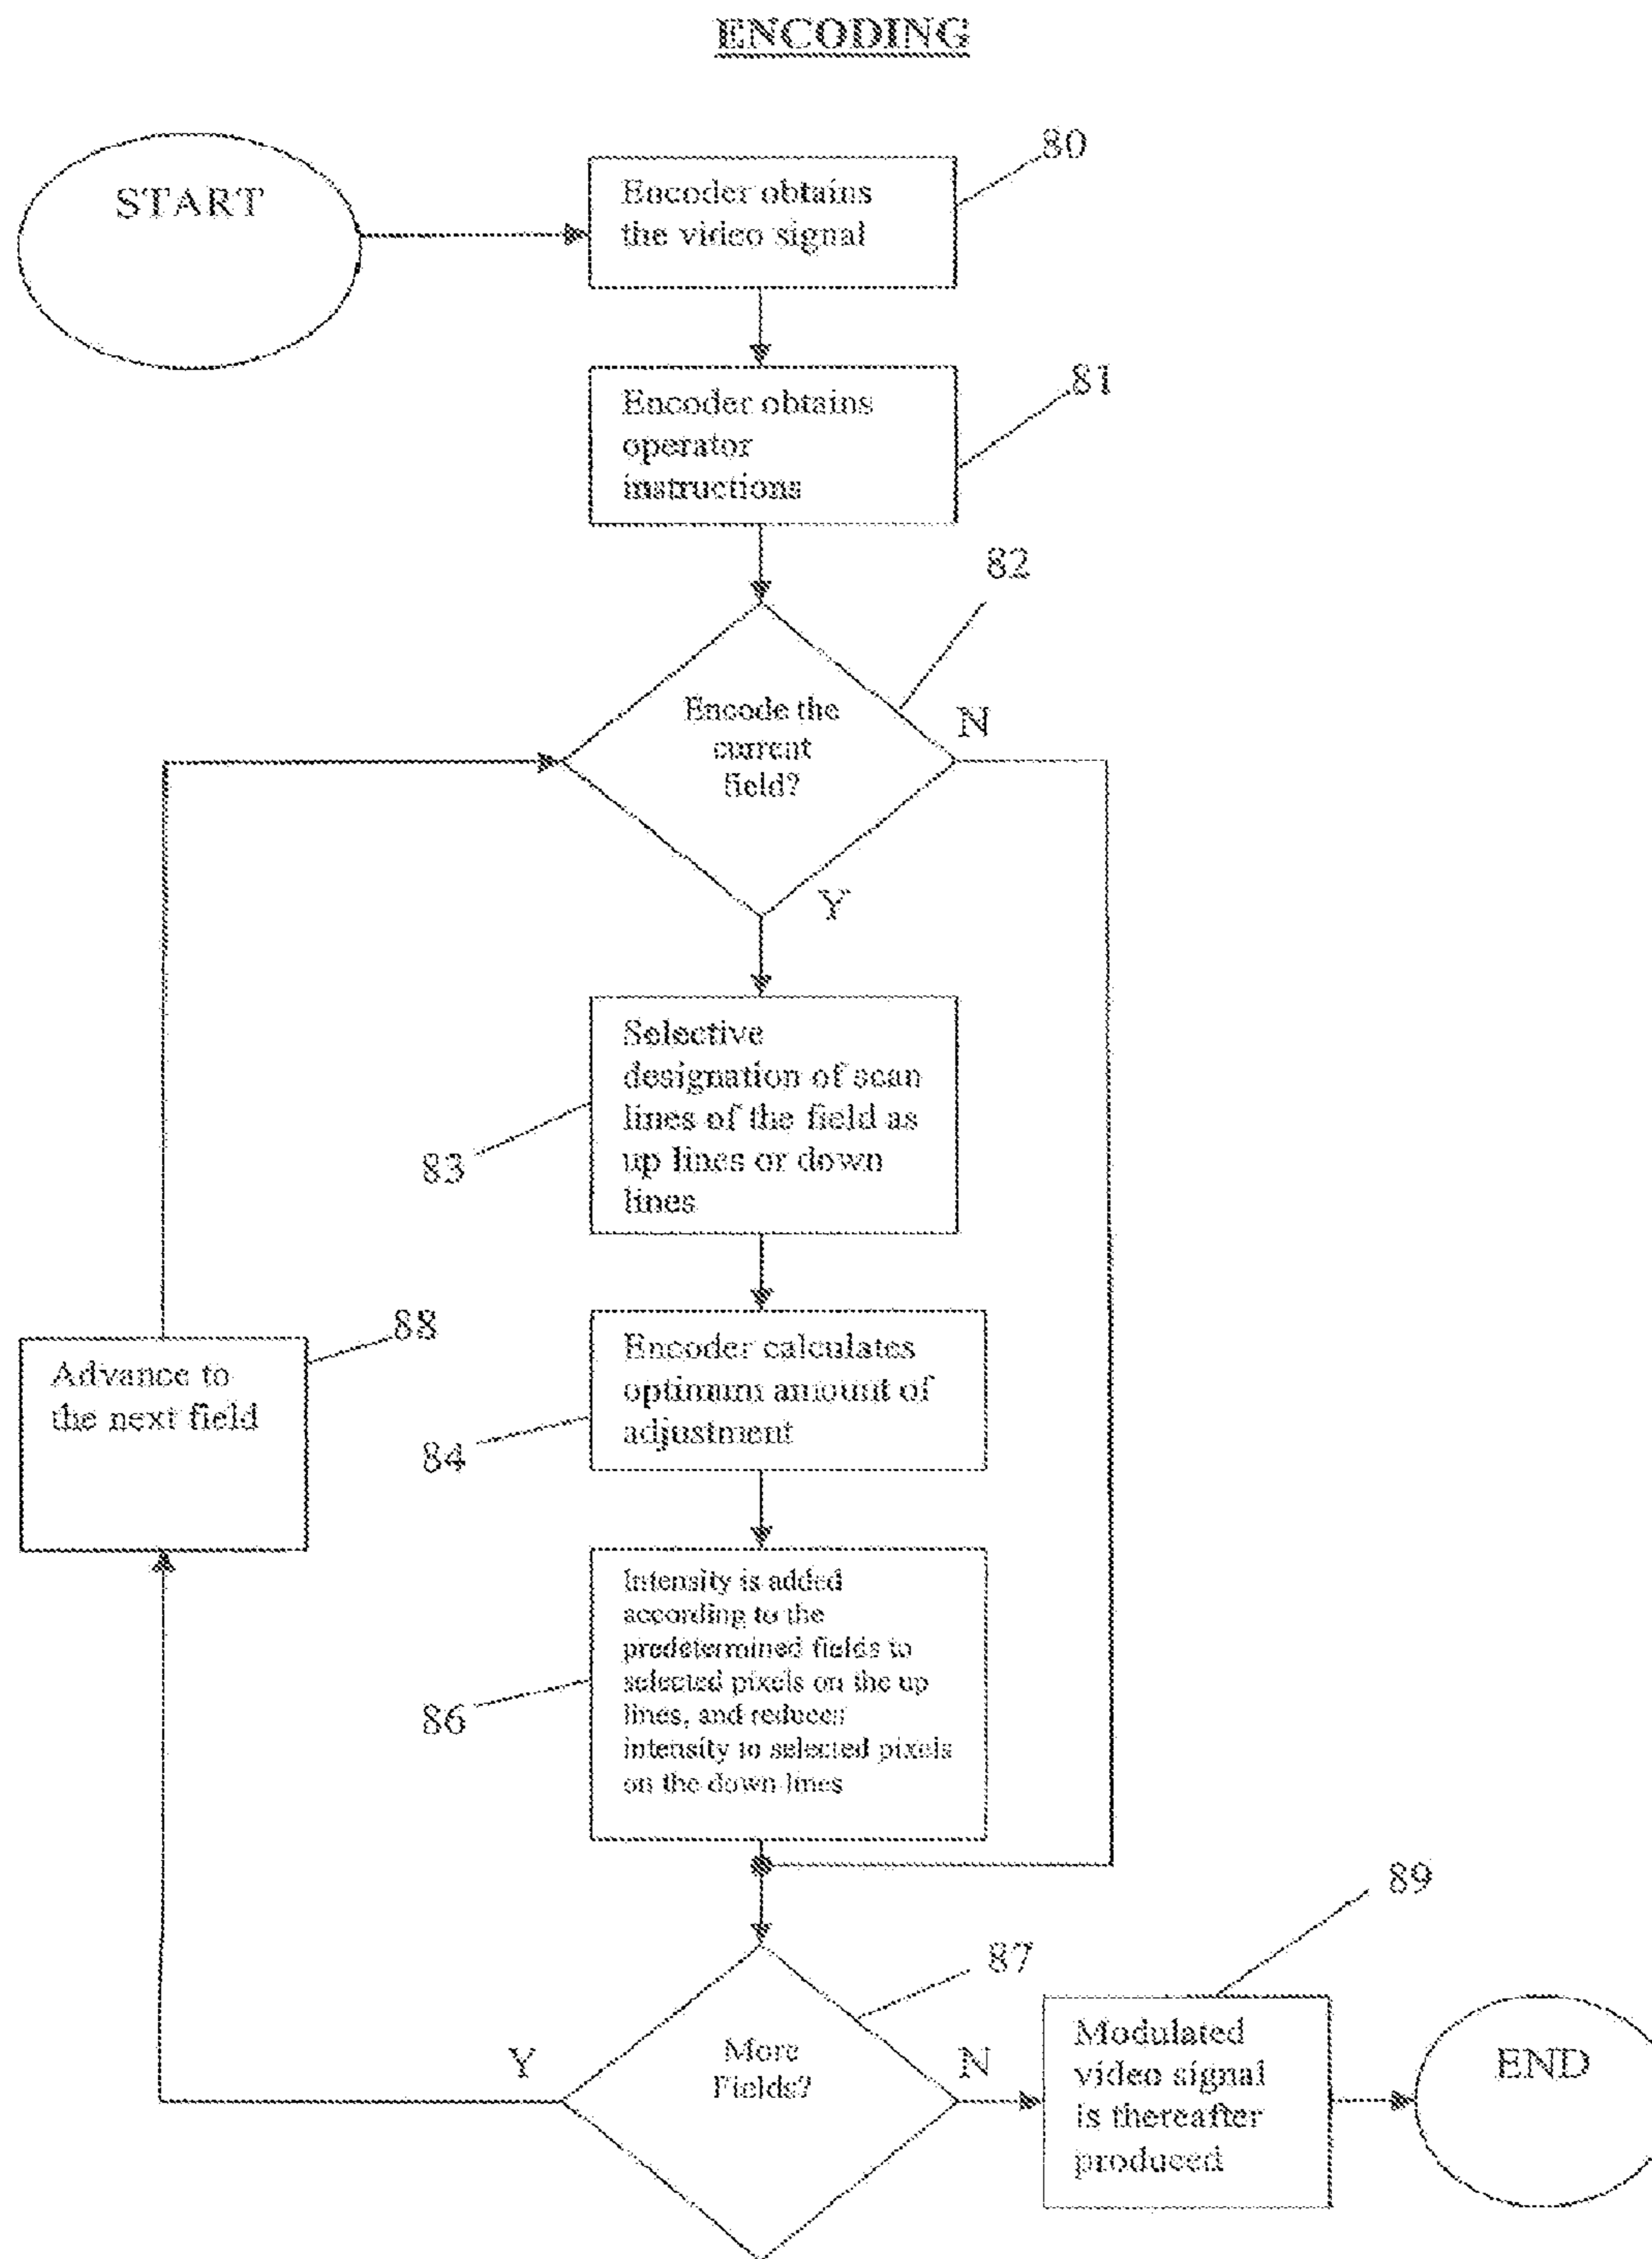 ENCODING
START
80
Encoder obtains
the video signal
81
Encoder obtains
operator
instructions
82
Encode the
current
field?
N
Y
83
Selective
designation of scan
lines of the field as
up lines or down
lines
88
Advance to
the next field
84
Encoder calculates
optimum amount of
adjustment
86
Intensity is added
according to the
predetermined fields to
selected pixels on the up
lines, and reduces
intensity to selected pixels
on the down lines
87
More
Fields?
Y
N
89
Modulated
video signal
is thereafter
produced
END